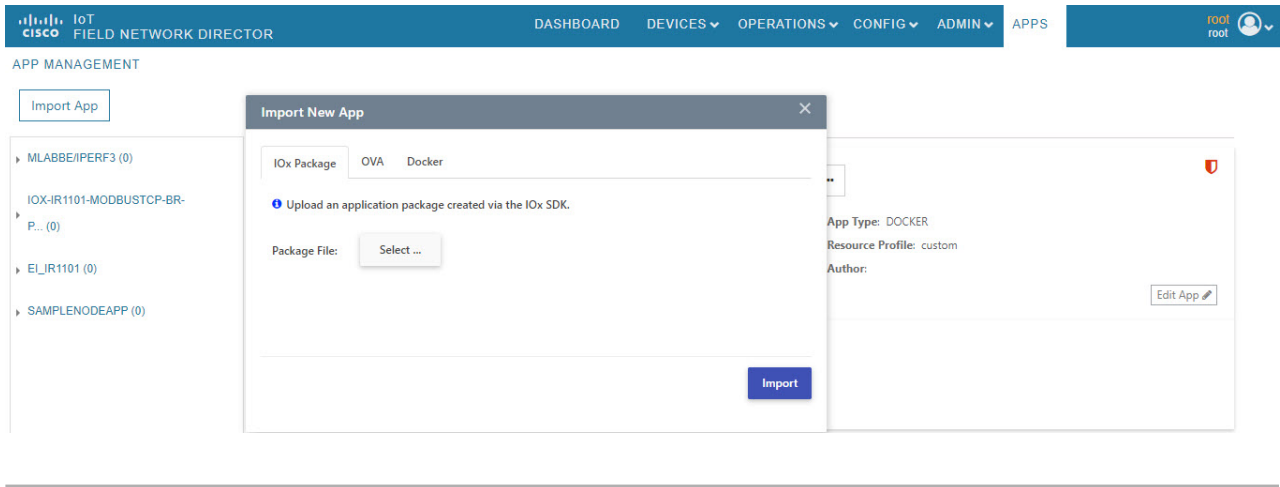 IoT
CISCO FIELD NETWORK DIRECTOR
DASHBOARD DEVICES OPERATIONS CONFIG ADMIN APPS
root
root
APP MANAGEMENT
Import App
MLABBE/IPERF3 (0)
IOX-IR1101-MODBUSTCP-BR-
P... (0)
EI_IR1101 (0)
SAMPLENODEAPP (0)
Import New App
IOx Package OVA Docker
Upload an application package created via the IOx SDK.
Package File: Select ...
Import
App Type: DOCKER
Resource Profile: custom
Author:
Edit App